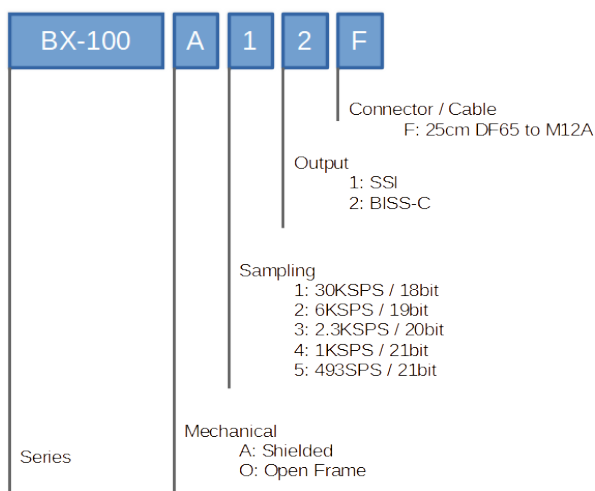 BX-100 A 1 2 F
Connector / Cable
F: 25cm DF65 to M12A
Output
1: SSI
2: BISS-C
Sampling
1: 30KSPS / 18bit
2: 6KSPS / 19bit
3: 2.3KSPS / 20bit
4: 1KSPS / 21bit
5: 493SPS / 21bit
Mechanical
A: Shielded
O: Open Frame
Series